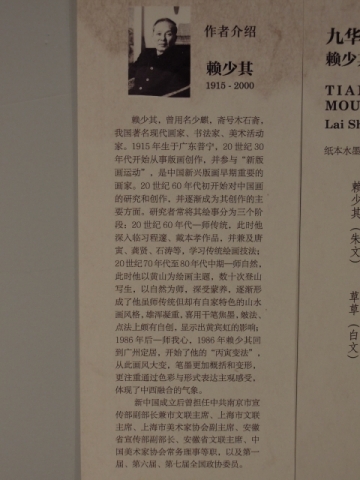 作者介绍
赖少其
1915 - 2000
赖少其，曾用名少麒，斋号木石斋，
我国著名现代画家、书法家、美术活动
家。1915年生于广东普宁，20世纪30
年代开始从事版画创作，并参与“新版
画运动”，是中国新兴版画早期重要的
画家。20世纪60年代初开始对中国画
的研究和创作，并逐渐成为其创作的主
要方面。研究者常将其绘事分为三个阶
段：20世纪60年代一师传统，此时他
深入临习程邃、戴本孝作品，开兼及唐
寅、龚贤、石涛等，学习传统绘画技法；
20世纪70年代至80年代中期一师自然，
此时他以黄山为绘画主题，数十次登山
写生，以自然为师，深受蒙养，逐渐形
成了他虽师传统但却有自家特色的山水
画风格，雄浑凝重，喜用干笔焦墨，皴法、
点法上颇有自创，显示出黄宾虹的影响；
1986年后一师我心，1986年赖少其回
到广州定居，开始了他的“丙寅变法”，
从此画风大变，笔墨更加概括和变形，
更注重通过色彩与形式表达主观感受，
体现了中西融合的气象。
新中国成立后曾担任中共南京市宣
传部副部长兼市文联主席、上海市文联
主席、上海市美术家协会副主席、安徽
省宣传部副部长、安徽省文联主席、中
国美术家协会常务理事等职，以及第一
届、第六届、第七届全国政协委员。
九华
赖少其
TIAN
MOU
Lai Sh
纸本水墨
赖少其（朱文）
草草（白文）